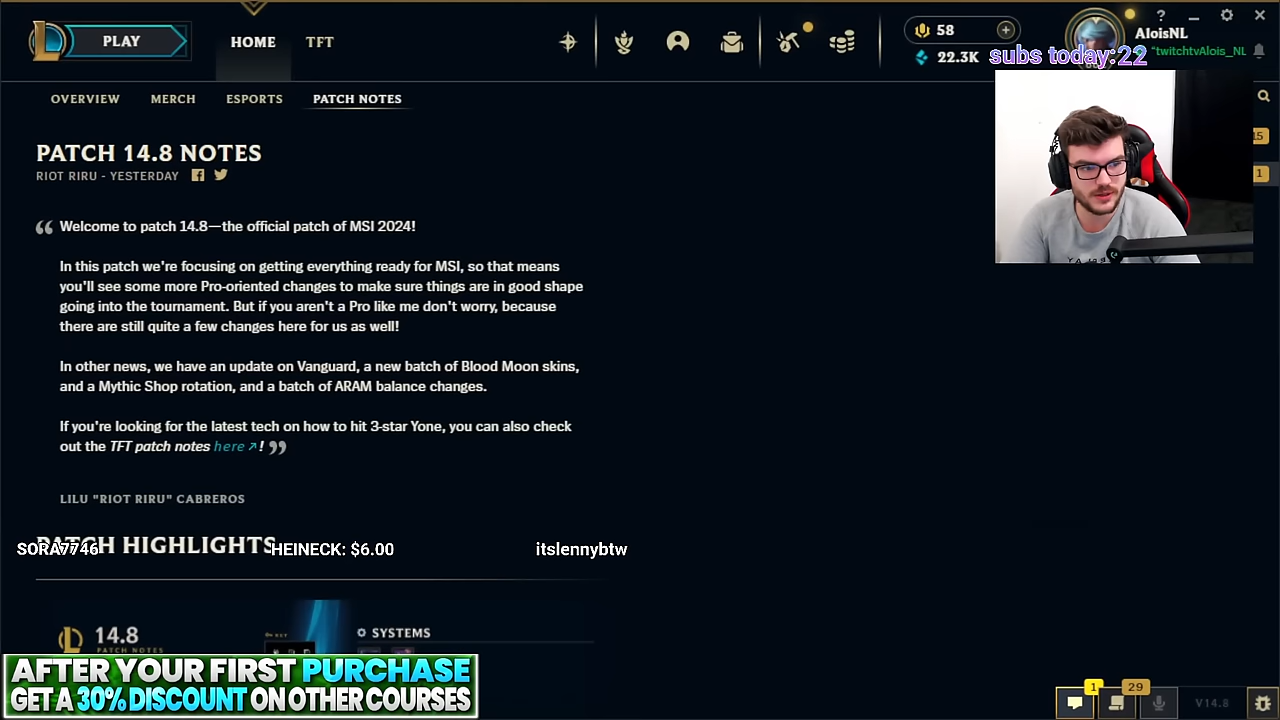 PLAY
HOME
TFT
58
22.3K
AloisNL
"twitchtvAlois_NL
subs today:22
OVERVIEW
MERCH
ESPORTS
PATCH NOTES
15
1
PATCH 14.8 NOTES
RIOT RIRU - YESTERDAY
Welcome to patch 14.8—the official patch of MSI 2024!
In this patch we're focusing on getting everything ready for MSI, so that means
you'll see some more Pro-oriented changes to make sure things are in good shape
going into the tournament. But if you aren't a Pro like me don't worry, because
there are still quite a few changes here for us as well!
In other news, we have an update on Vanguard, a new batch of Blood Moon skins,
and a Mythic Shop rotation, and a batch of ARAM balance changes.
If you're looking for the latest tech on how to hit 3-star Yone, you can also check
out the TFT patch notes here ↗ !
LILU "RIOT RIRU" CABREROS
PATCH HIGHLIGHTS
SORA7746
HEINECK: $6.00
itslennybtw
14.8
PATCH NOTES
SYSTEMS
AFTER YOUR FIRST PURCHASE
GET A 30% DISCOUNT ON OTHER COURSES
1
29
V14.8